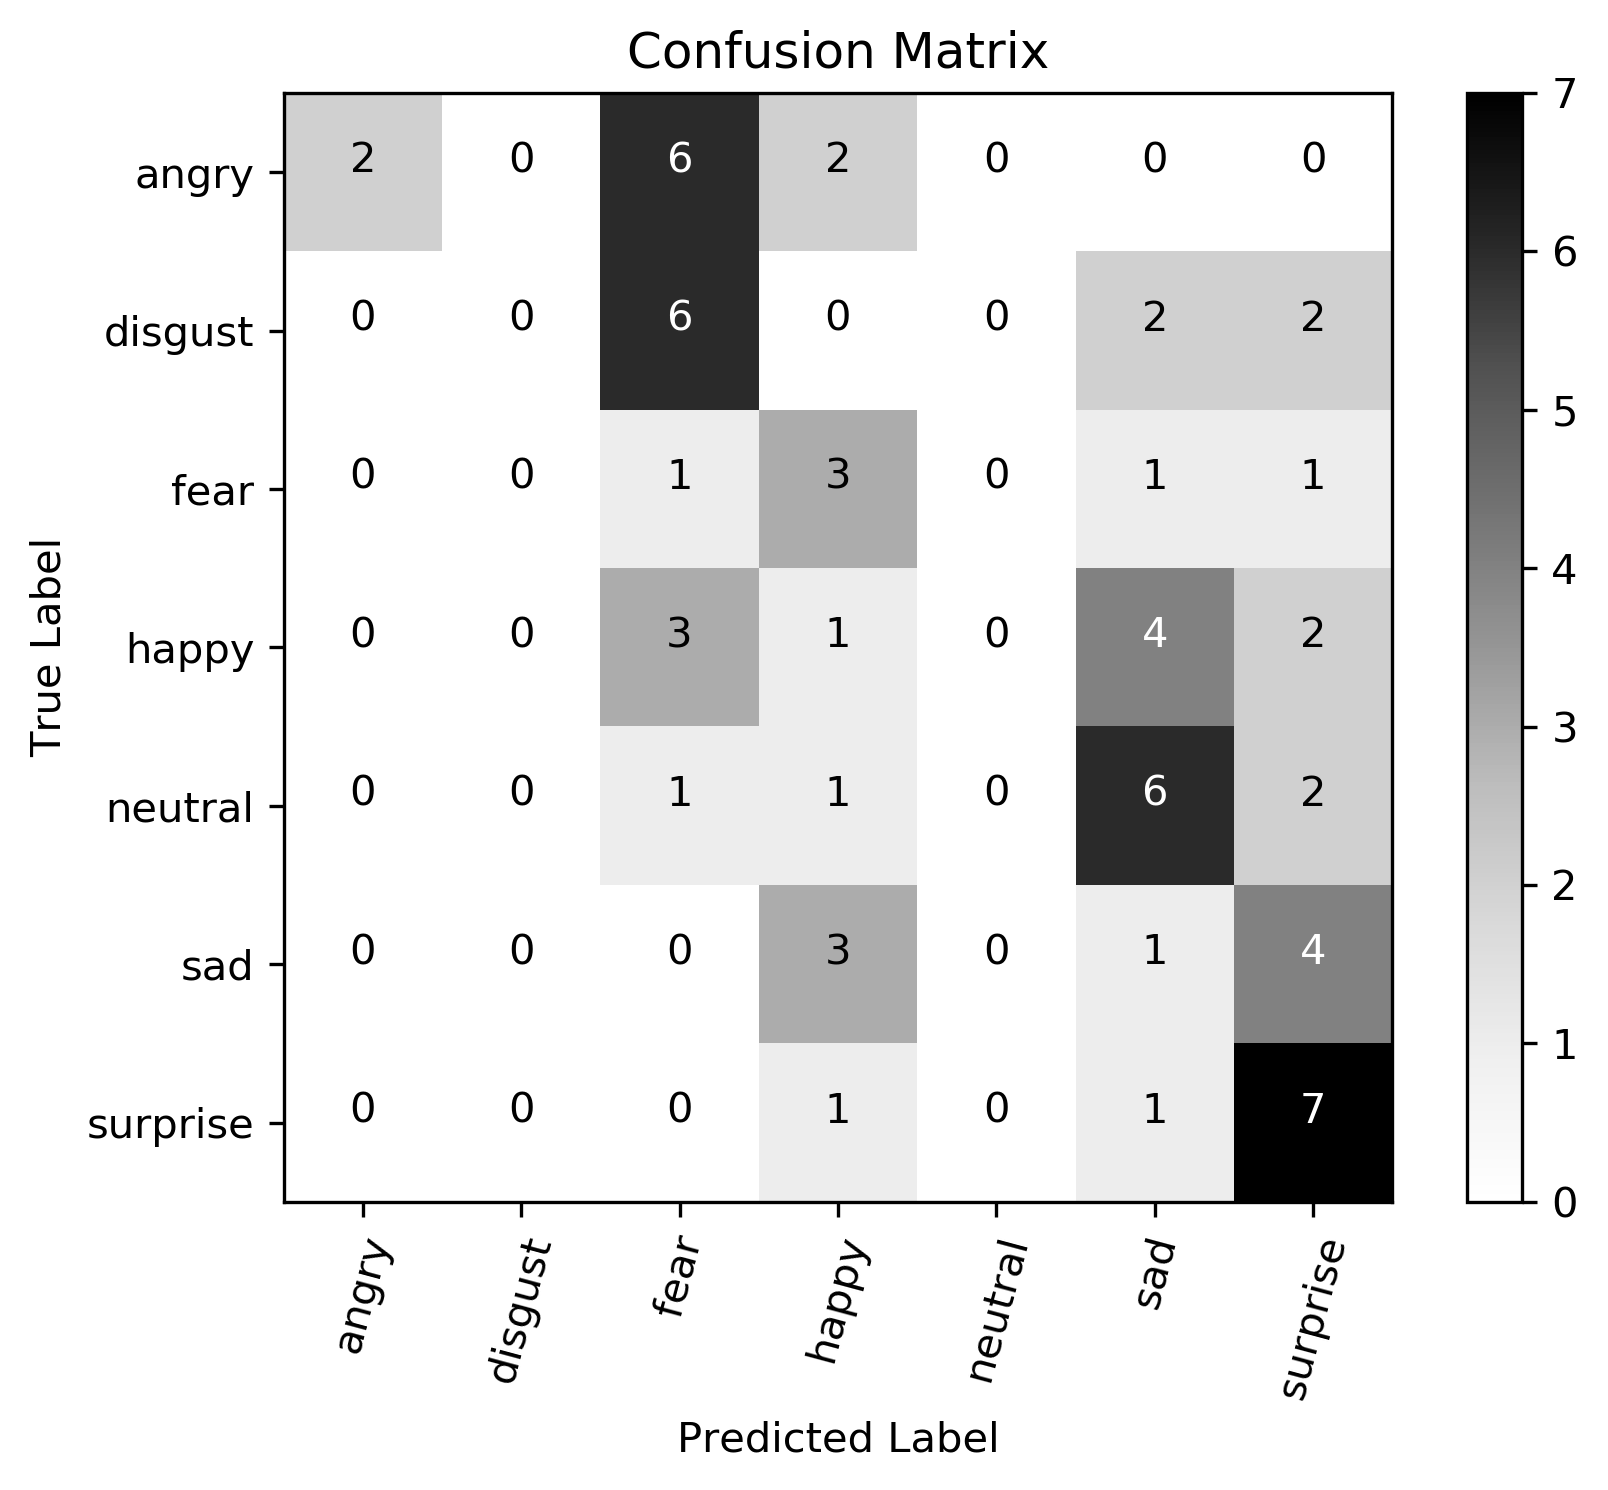 Confusion Matrix
angry 2 0 6 2 0 0 0
disgust 0 0 6 0 0 2 2
fear 0 0 1 3 0 1 1
happy 0 0 3 1 0 4 2
neutral 0 0 1 1 0 6 2
sad 0 0 0 3 0 1 4
surprise 0 0 0 1 0 1 7
angry disgust fear happy neutral sad surprise
Predicted Label
True Label
7
6
5
4
3
2
1
0